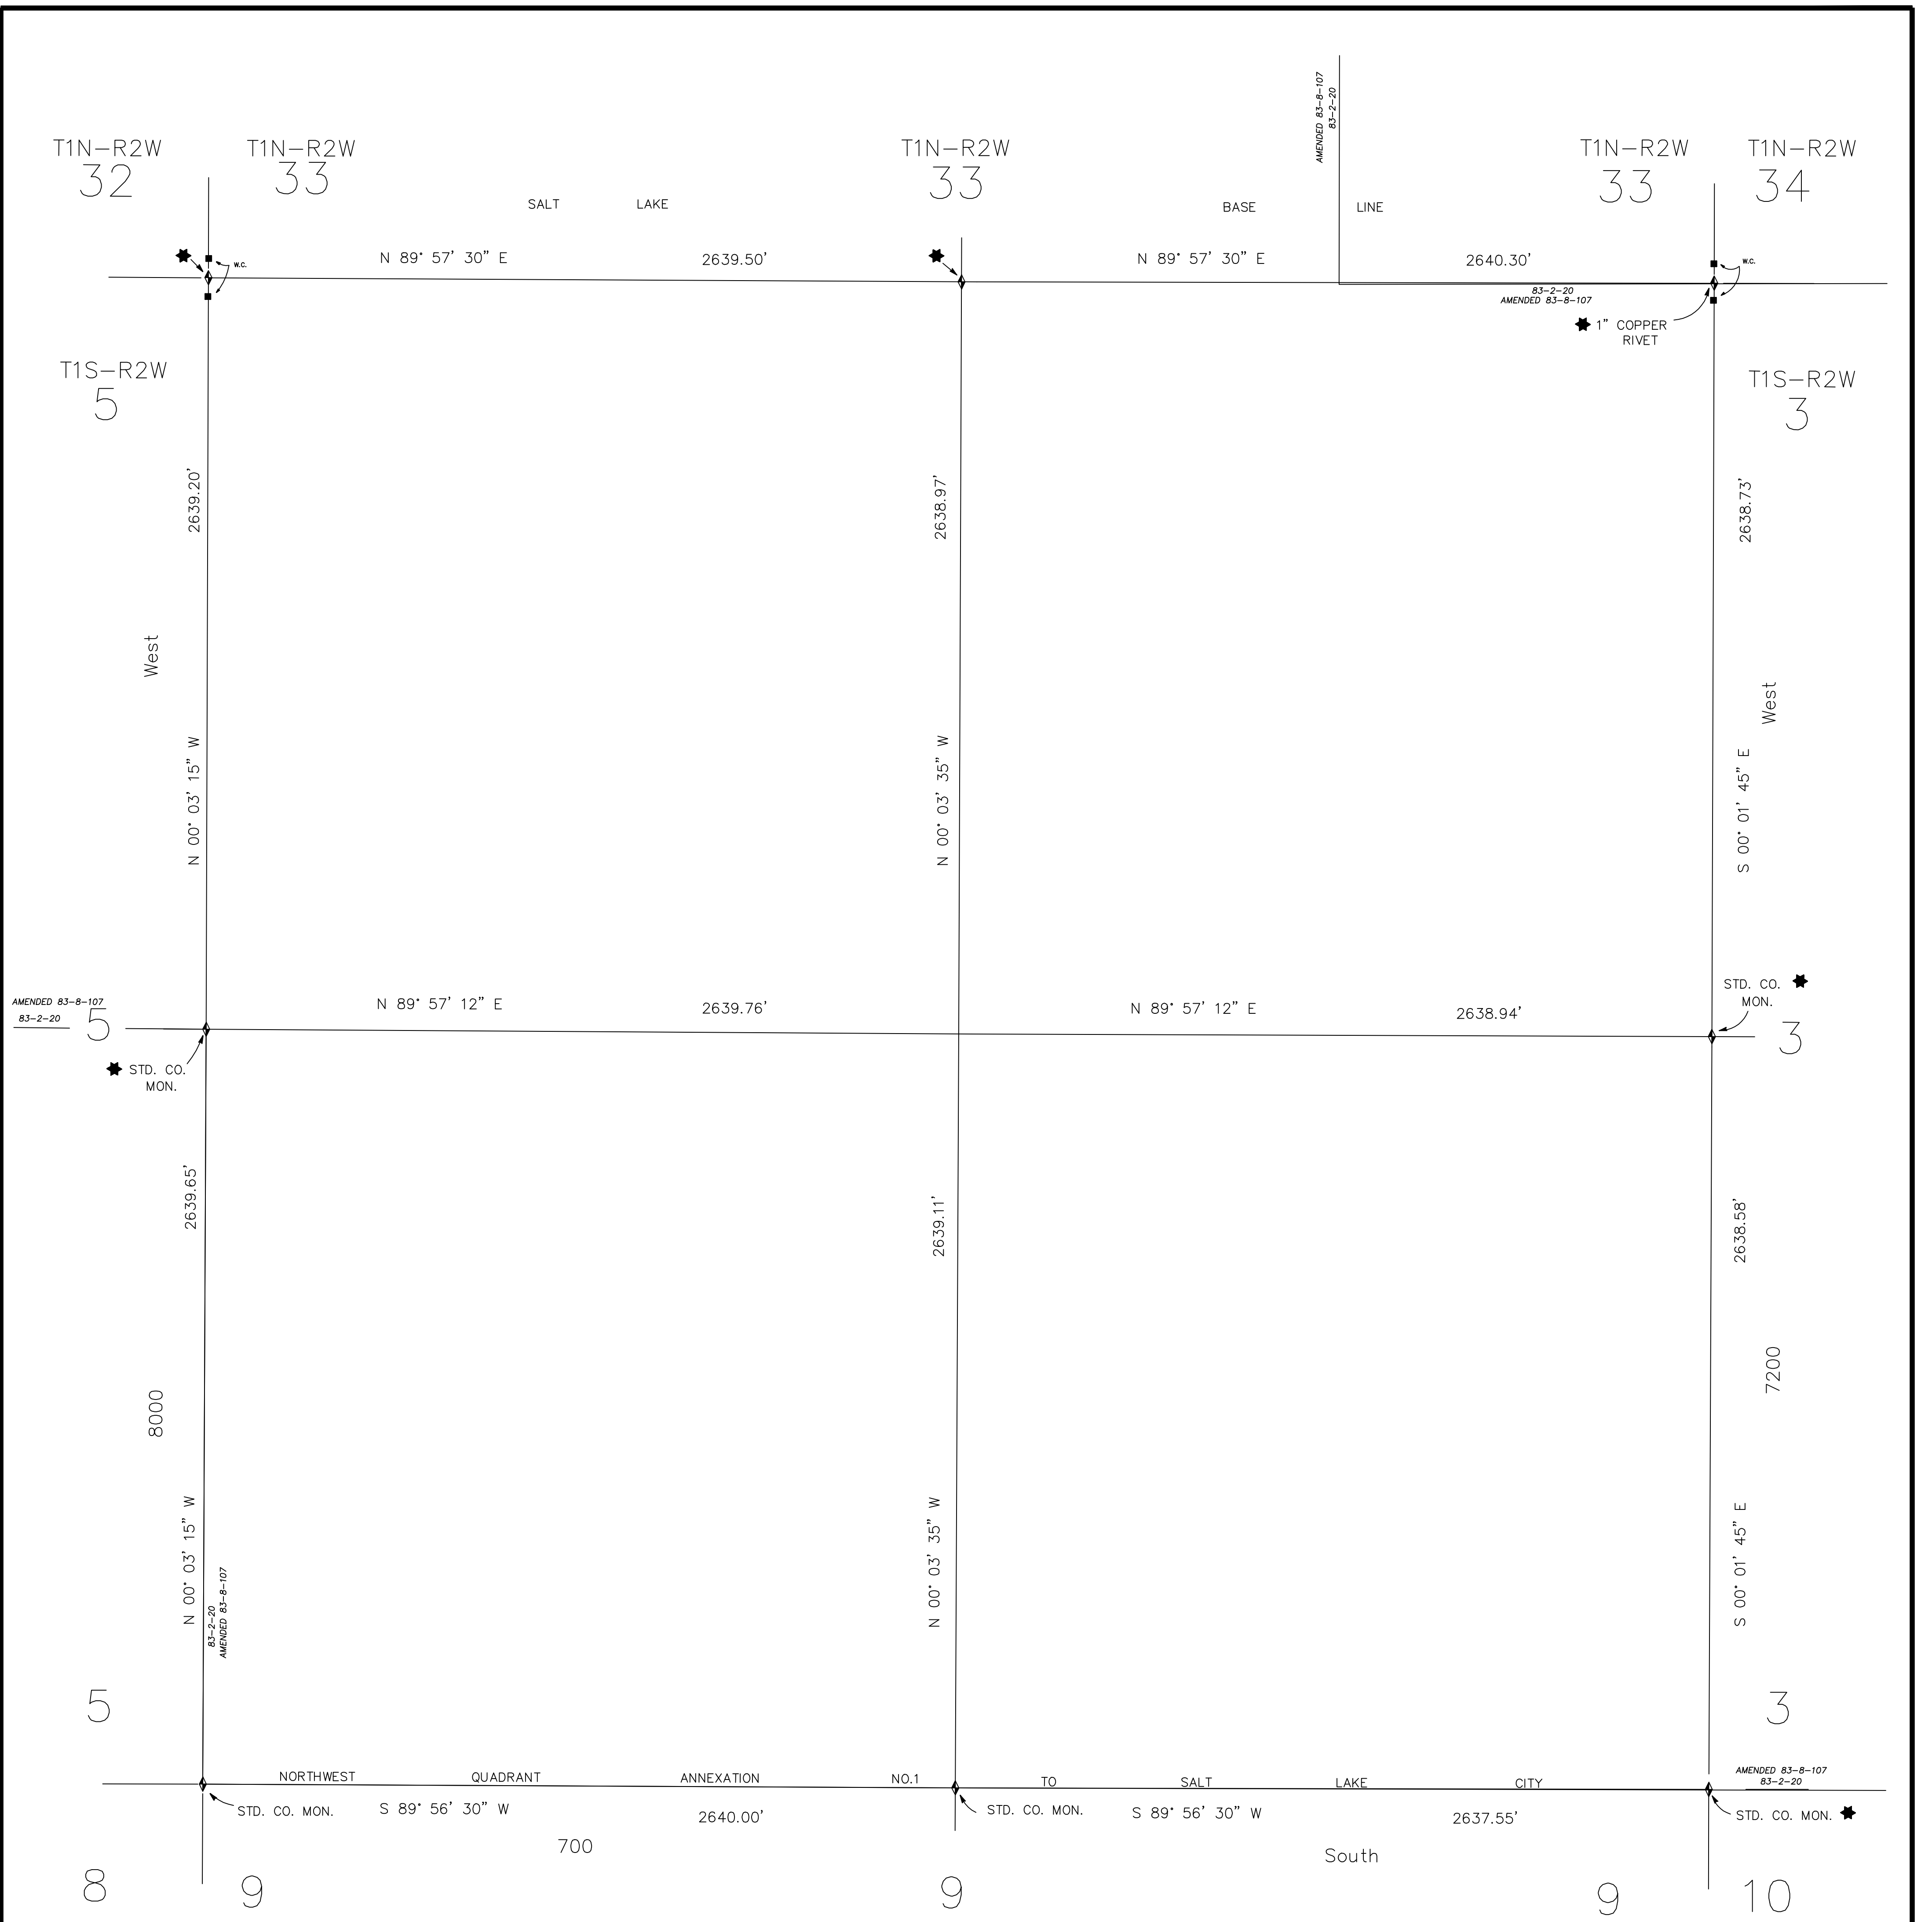 AMENDED 83-8-107
83-2-20
T1N-R2W
32
T1N-R2W
33
T1N-R2W
33
T1N-R2W
33
T1N-R2W
34
SALT LAKE BASE LINE
N 89° 57' 30" E 2639.50'
N 89° 57' 30" E 2640.30'
W.C.
W.C.
83-2-20
AMENDED 83-8-107
1" COPPER
RIVET
T1S-R2W
5
T1S-R2W
3
2639.20'
2638.97'
2638.73'
West
West
N 00° 03' 15" W
N 00° 03' 35" W
S 00° 01' 45" E
AMENDED 83-8-107
83-2-20
5
N 89° 57' 12" E 2639.76'
N 89° 57' 12" E 2638.94'
STD. CO.
MON.
3
STD. CO.
MON.
2639.65'
2639.11'
2638.58'
8000
7200
N 00° 03' 15" W
N 00° 03' 35" W
S 00° 01' 45" E
83-2-20
AMENDED 83-8-107
5
3
NORTHWEST QUADRANT ANNEXATION NO.1 TO SALT LAKE CITY
AMENDED 83-8-107
83-2-20
STD. CO. MON.
S 89° 56' 30" W 2640.00'
STD. CO. MON.
S 89° 56' 30" W 2637.55'
STD. CO. MON.
700 South
8
9
9
9
10